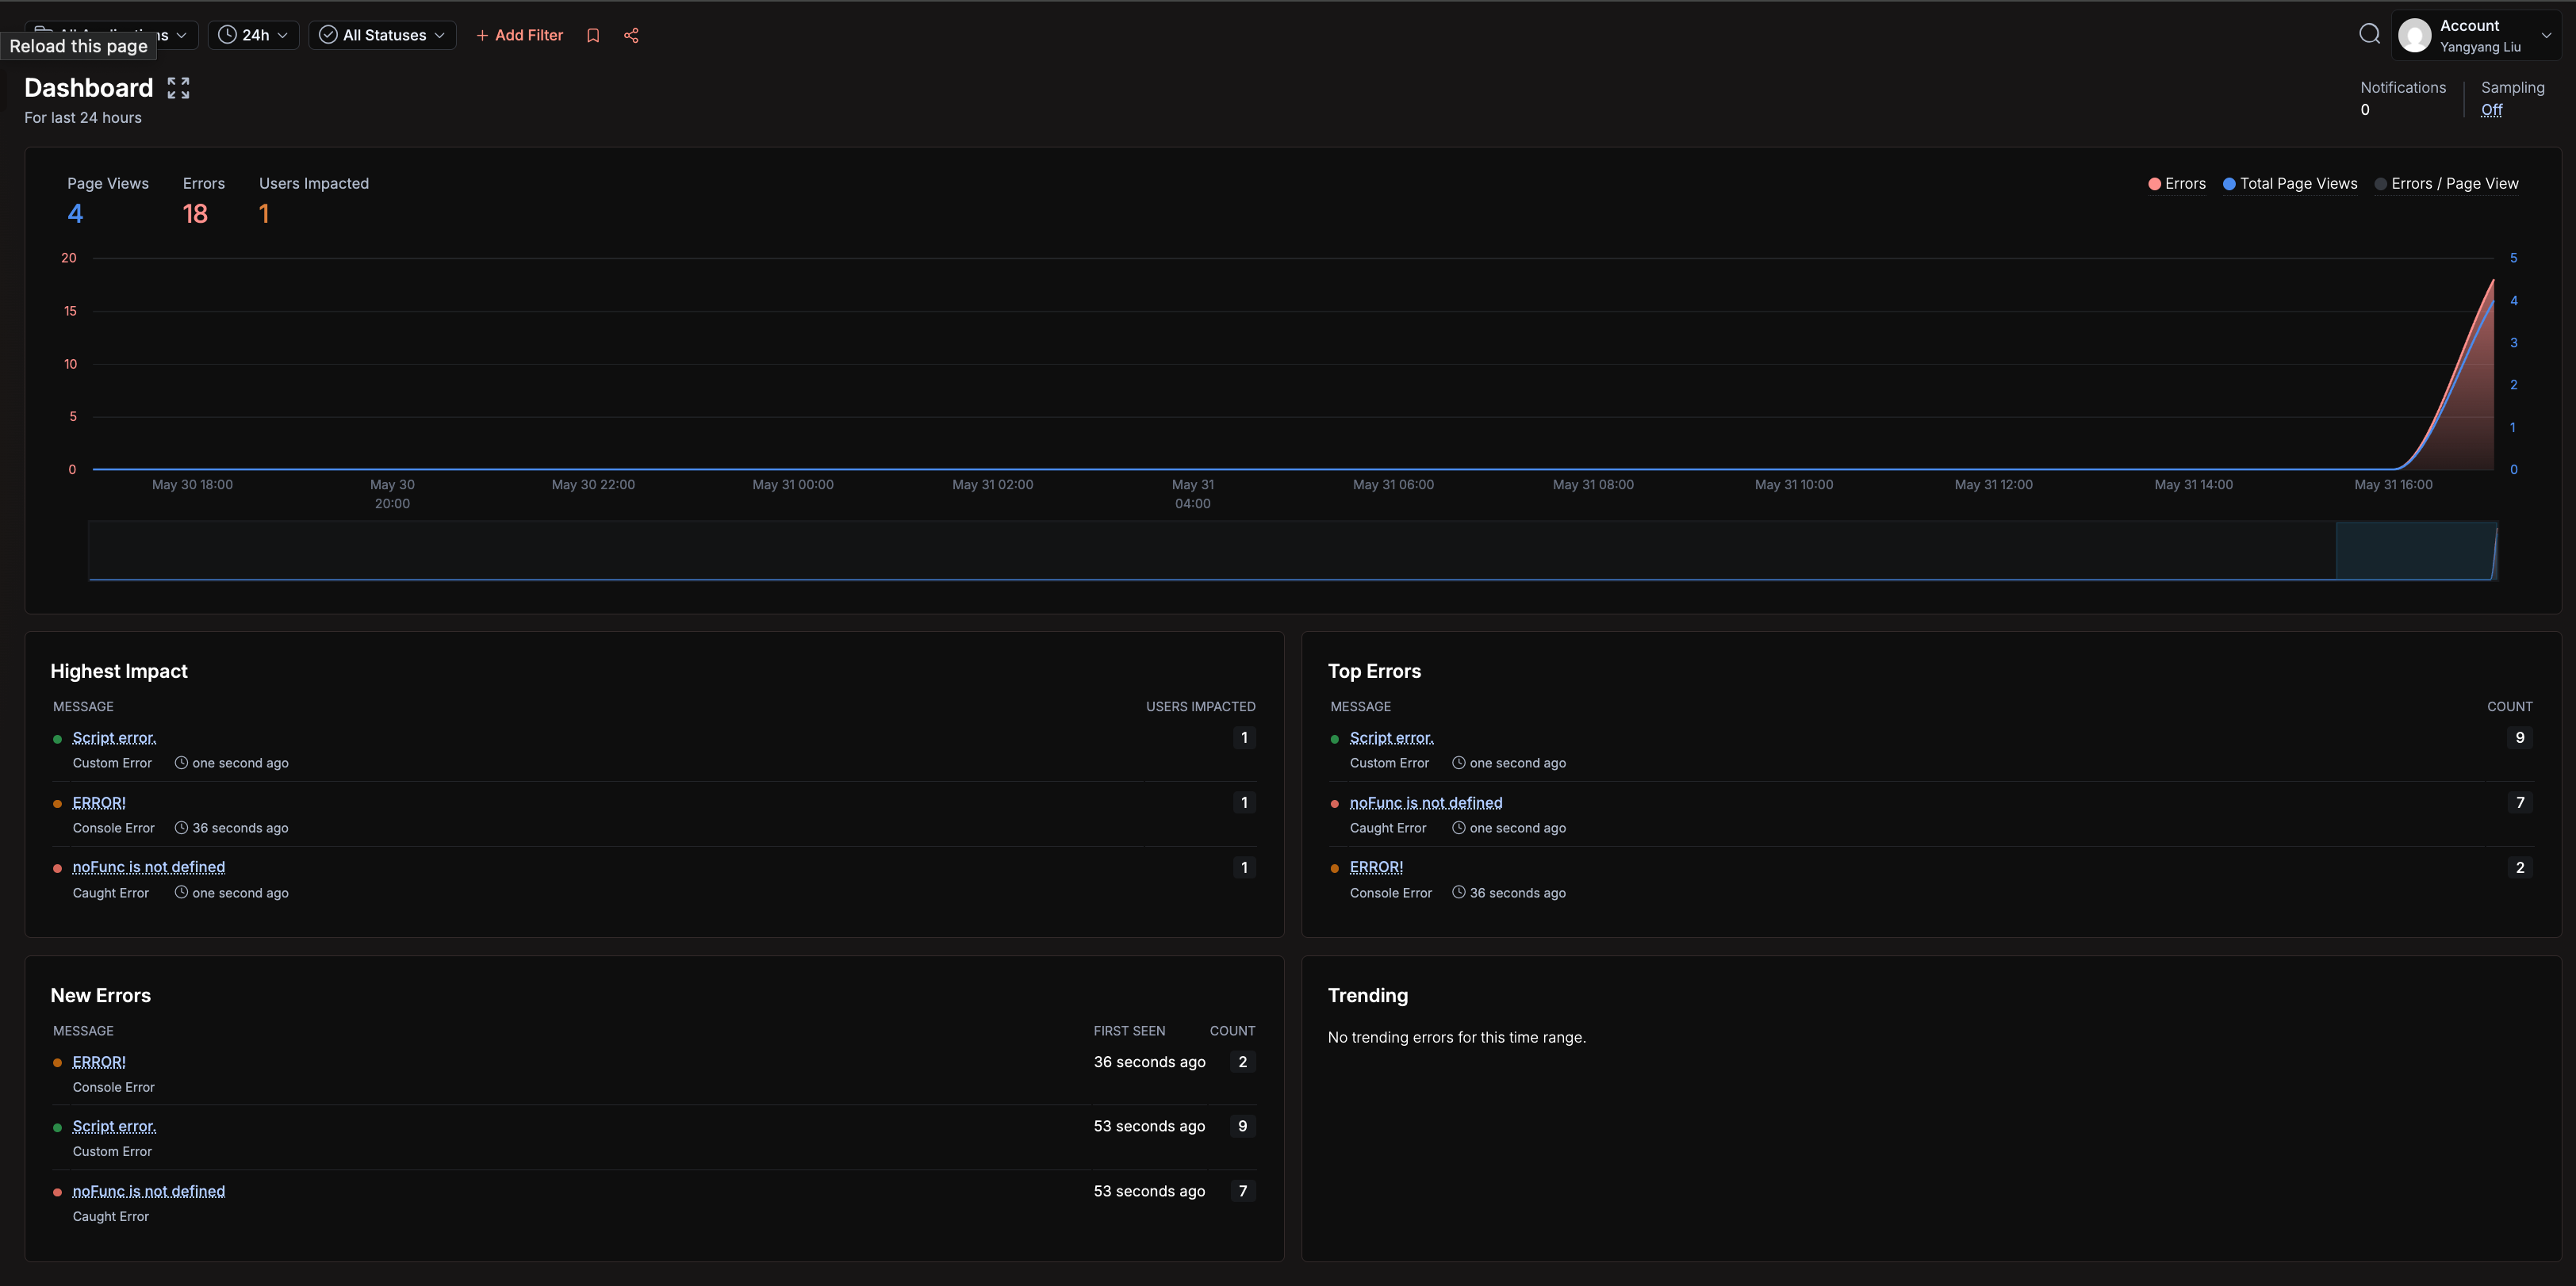 Reload this page
24h
All Statuses
+ Add Filter
Account
Yangyang Liu
Dashboard
For last 24 hours
Notifications
0
Sampling
Off
Page Views
4
Errors
18
Users Impacted
1
Errors
Total Page Views
Errors / Page View
20
15
10
5
0
5
4
3
2
1
0
May 30 18:00
May 30
20:00
May 30 22:00
May 31 00:00
May 31 02:00
May 31
04:00
May 31 06:00
May 31 08:00
May 31 10:00
May 31 12:00
May 31 14:00
May 31 16:00
Highest Impact
MESSAGE USERS IMPACTED
Script error. 1
Custom Error one second ago
ERROR! 1
Console Error 36 seconds ago
noFunc is not defined 1
Caught Error one second ago
Top Errors
MESSAGE COUNT
Script error. 9
Custom Error one second ago
noFunc is not defined 7
Caught Error one second ago
ERROR! 2
Console Error 36 seconds ago
New Errors
MESSAGE FIRST SEEN COUNT
ERROR! 36 seconds ago 2
Console Error
Script error. 53 seconds ago 9
Custom Error
noFunc is not defined 53 seconds ago 7
Caught Error
Trending
No trending errors for this time range.